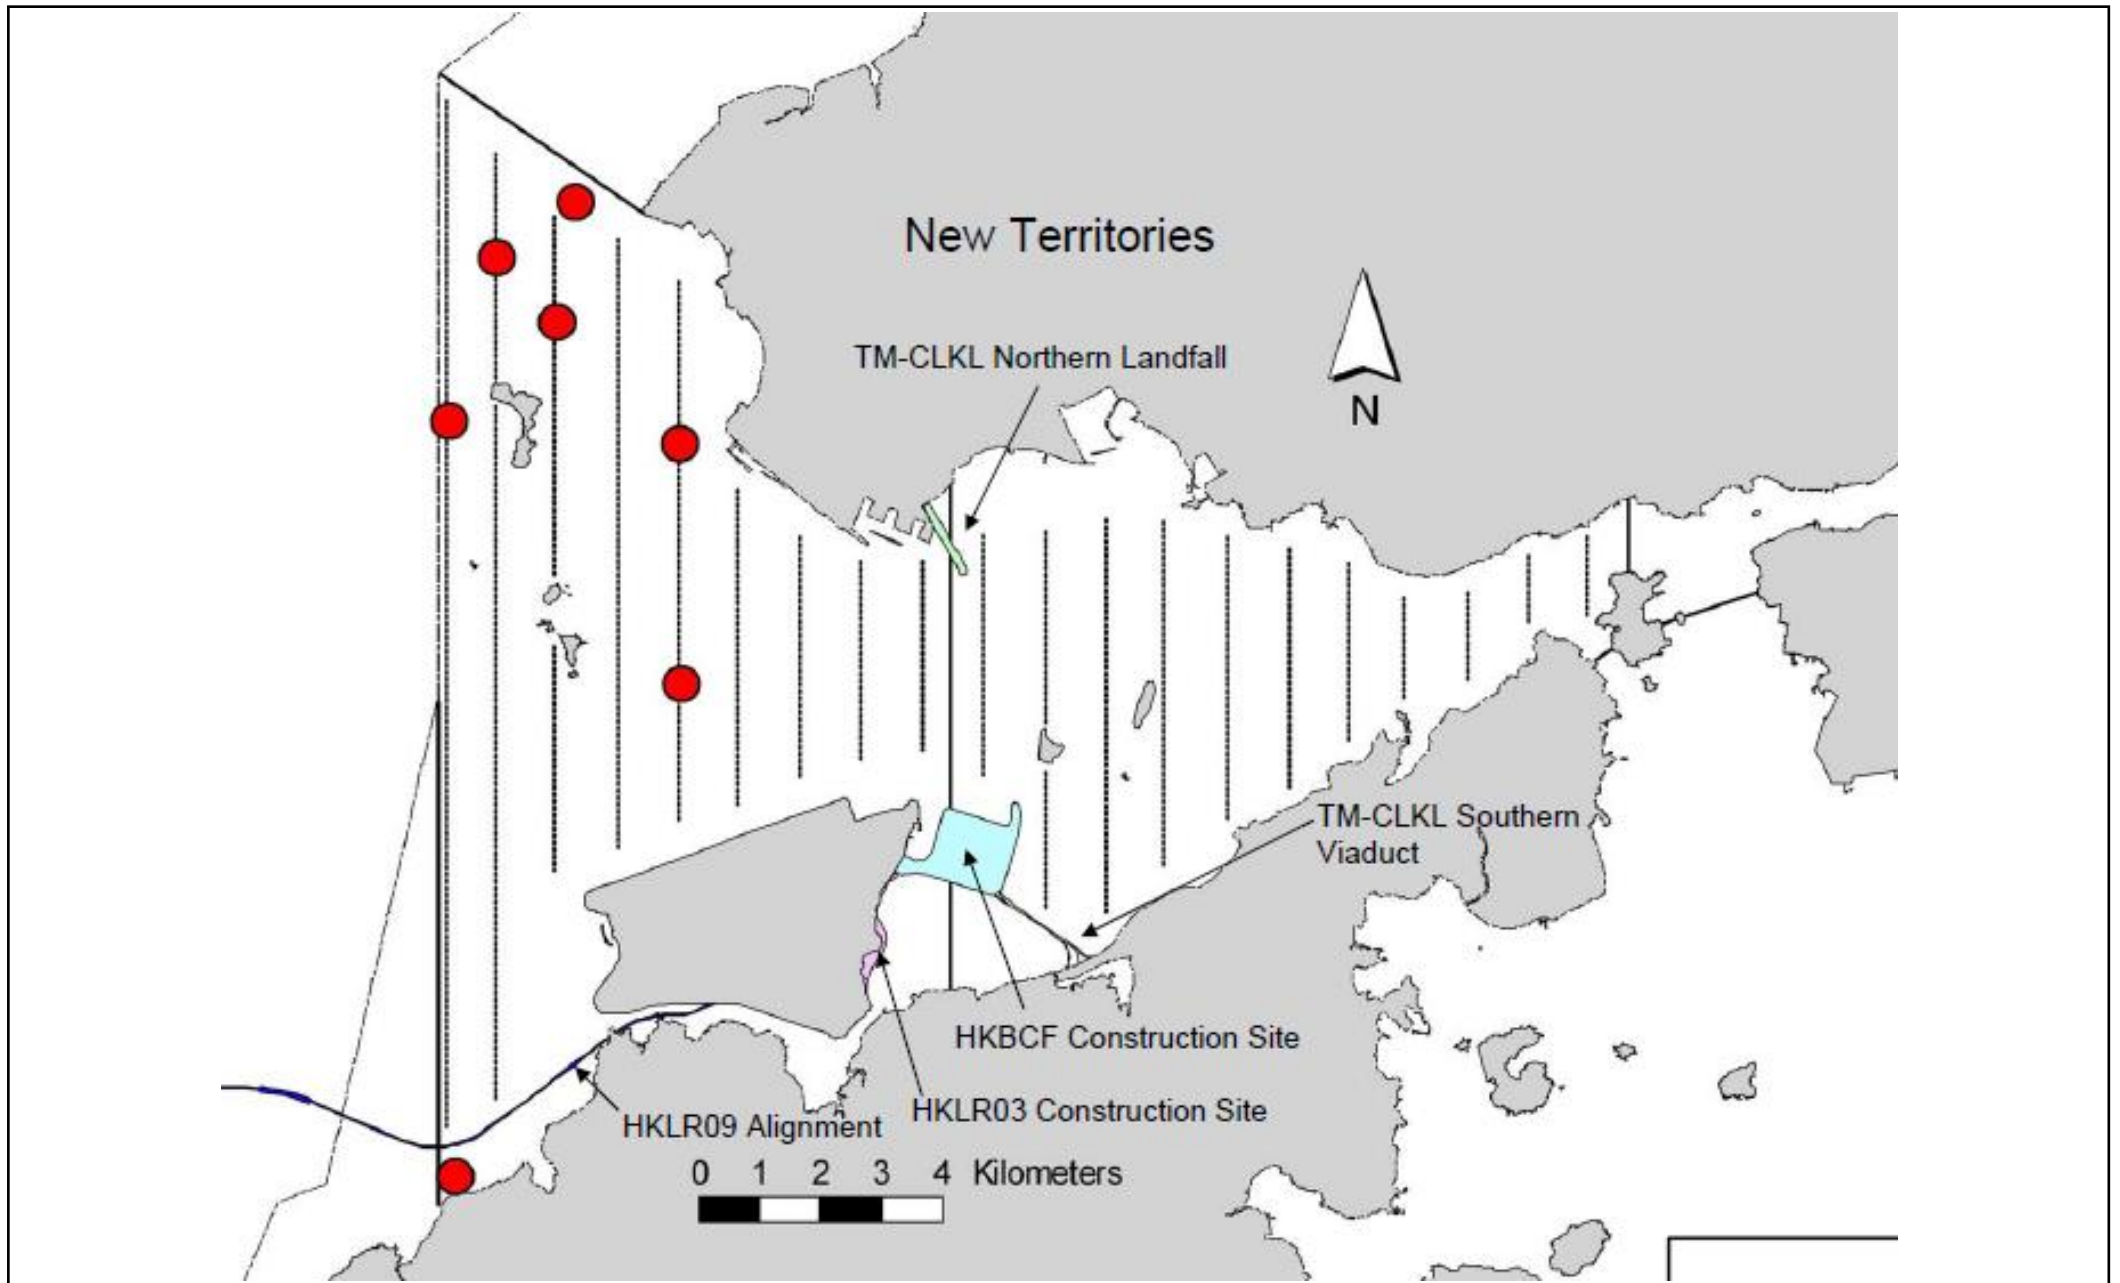 New Territories
TM-CLKL Northern Landfall
N
TM-CLKL Southern
Viaduct
HKBCF Construction Site
HKLR03 Construction Site
HKLR09 Alignment
0 1 2 3 4 Kilometers